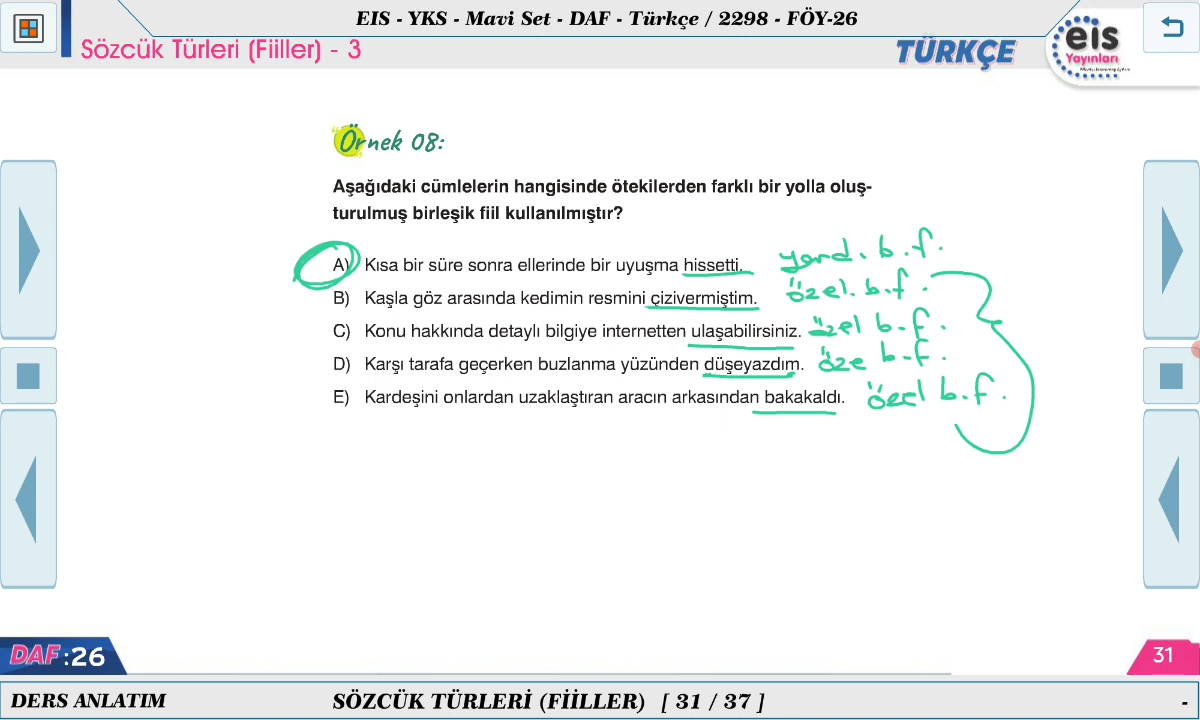 EIS - YKS - Mavi Set - DAF - Türkçe / 2298 - FÖY-26
Sözcük Türleri (Fiiller) - 3
TÜRKÇE
eis
Yayınları
Örnek 08:
Aşağıdaki cümlelerin hangisinde ötekilerden farklı bir yolla oluş-
turulmuş birleşik fiil kullanılmıştır?
A) Kısa bir süre sonra ellerinde bir uyuşma hissetti. yard. b.f.
B) Kaşla göz arasında kedimin resmini çizivermiştim. özel. b.f.
C) Konu hakkında detaylı bilgiye internetten ulaşabilirsiniz. özel b.f.
D) Karşı tarafa geçerken buzlanma yüzünden düşeyazdım. öze b.f.
E) Kardeşini onlardan uzaklaştıran aracın arkasından bakakaldı. özel b.f.
DAF:26
31
DERS ANLATIM
SÖZCÜK TÜRLERİ (FİİLLER) [ 31 / 37 ]
-